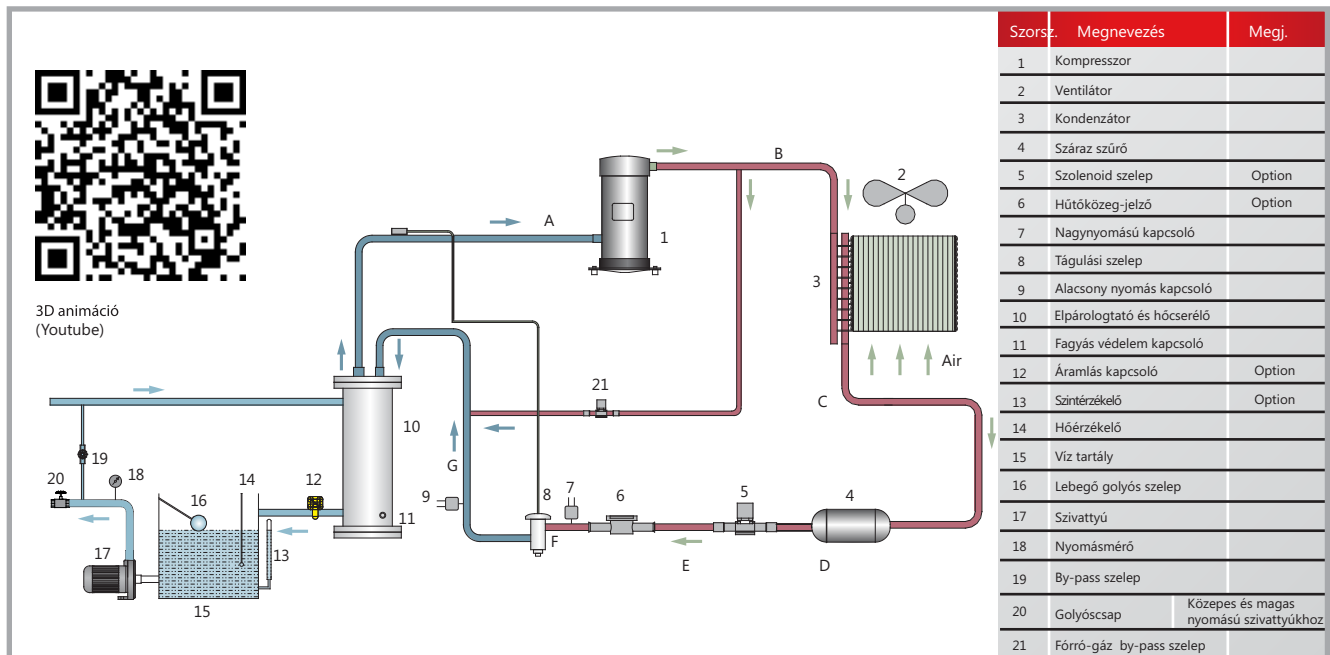 3D animáció
(Youtube)
A
B
1
2
3
Air
C
21
10
G
19
18
20
14
12
16
9
11
8
7
6
5
4
F
17
13
E
D
15
Szorsz. Megnevezés Megj.
1 Kompresszor
2 Ventilátor
3 Kondenzátor
4 Száraz szűrő
5 Szolenoid szelep Option
6 Hűtőközeg-jelző Option
7 Nagynyomású kapcsoló
8 Tágulási szelep
9 Alacsony nyomás kapcsoló
10 Elpárologtató és hőcserélő
11 Fagyás védelem kapcsoló
12 Áramlás kapcsoló Option
13 Szintérzékelő Option
14 Hőérzékelő
15 Víz tartály
16 Lebegő golyós szelep
17 Szivattyú
18 Nyomásmérő
19 By-pass szelep
20 Golyóscsap Közepes és magas
nyomású szivattyúkhoz
21 Fórró-gáz by-pass szelep